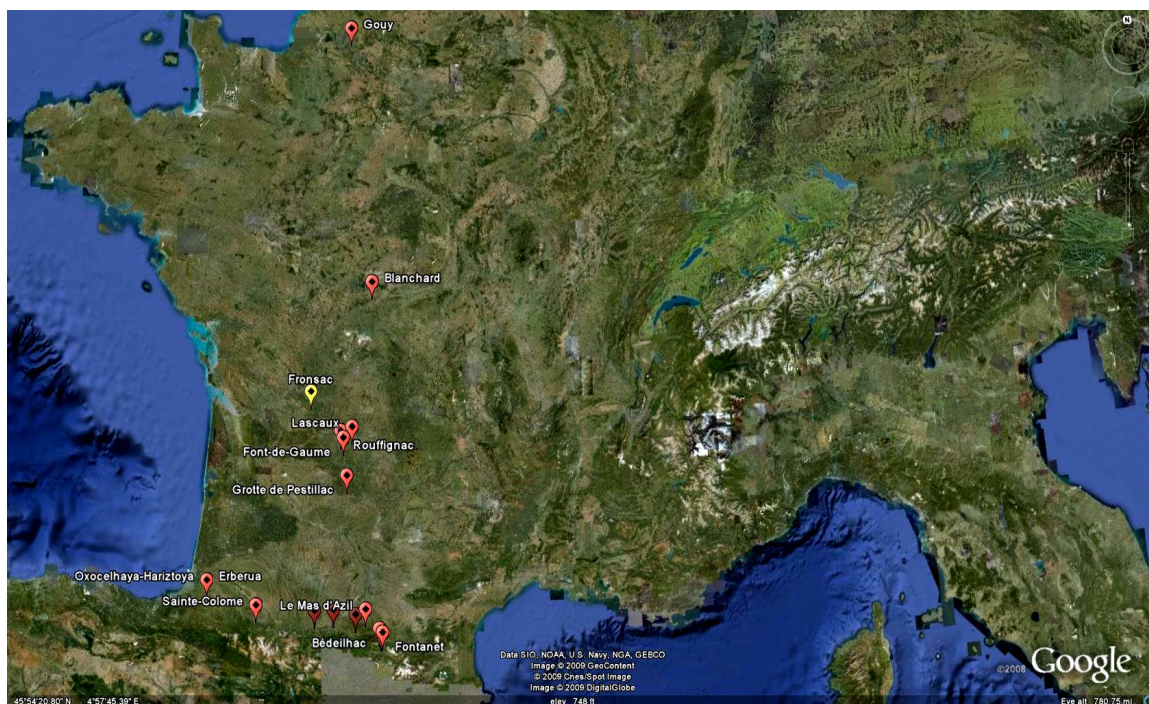 N
Gouy
Blanchard
Fronsac
Lascaux
Rouffignac
Font-de-Gaume
Grotte de Pestillac
Oxocelhaya-Hariztoya Erberua
Sainte-Colome
Le Mas d'Azil
Bédeilhac
Fontanet
Data SIO, NOAA, U.S. Navy, NGA, GEBCO
Image © 2009 GeoContent
© 2009 Cnes/Spot Image
Image © 2009 DigitalGlobe
©2008 Google
45°54'20.80" N 4°57'45.39" E
elev 748 ft
Eye alt 780.75 mi